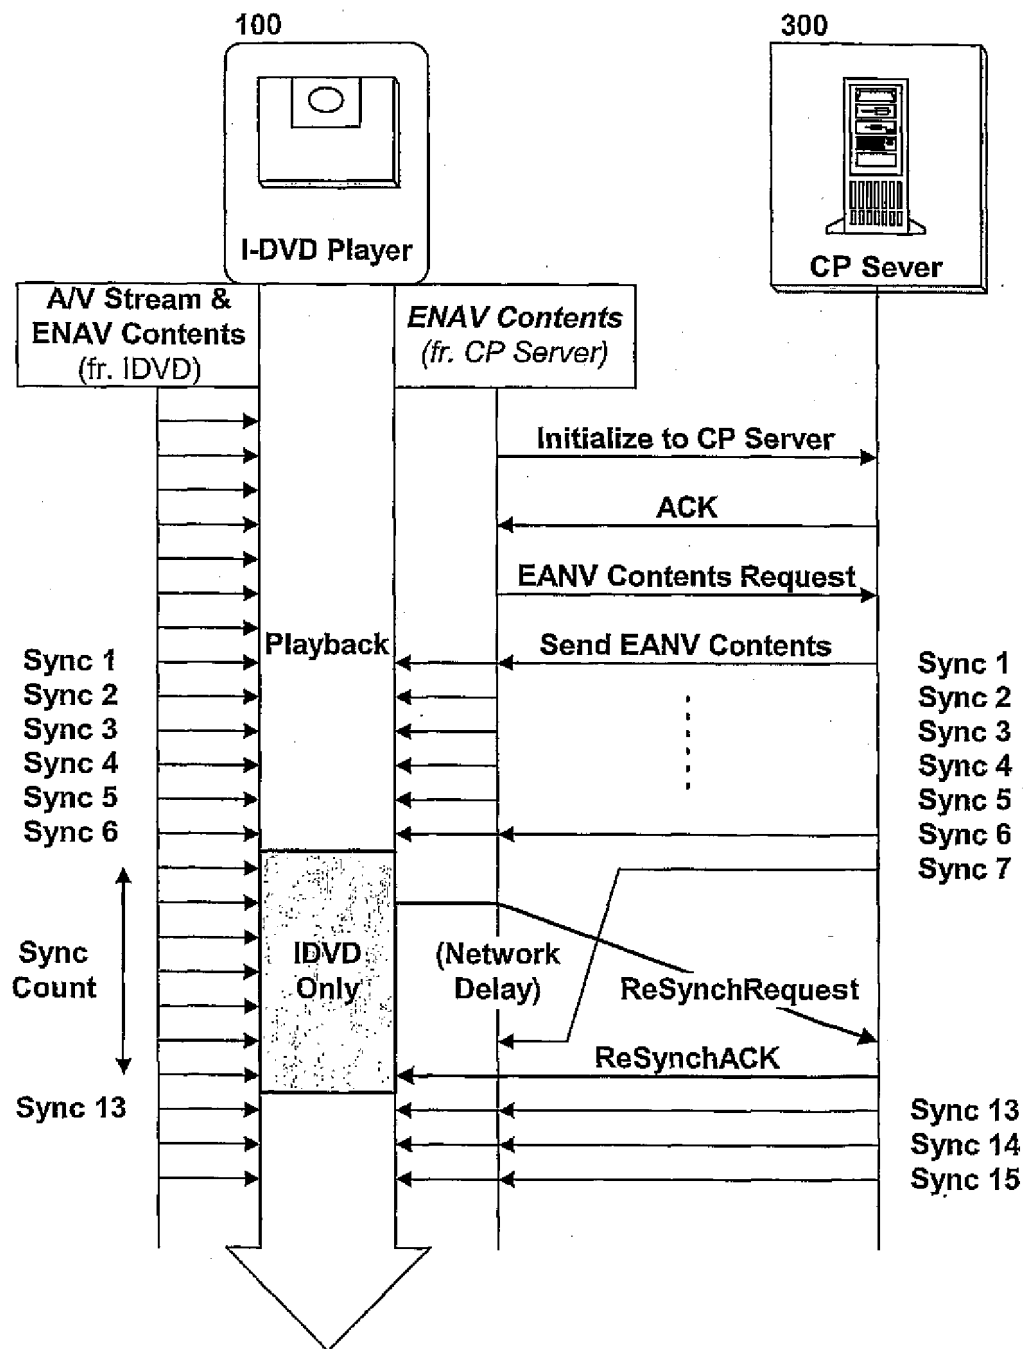 100
300
I-DVD Player
CP Sever
A/V Stream &
ENAV Contents
(fr. IDVD)
ENAV Contents
(fr. CP Server)
Initialize to CP Server
ACK
EANV Contents Request
Playback
Send EANV Contents
Sync 1
Sync 2
Sync 3
Sync 4
Sync 5
Sync 6
Sync 1
Sync 2
Sync 3
Sync 4
Sync 5
Sync 6
Sync 7
Sync
Count
IDVD
Only
(Network
Delay)
ReSynchRequest
ReSynchACK
Sync 13
Sync 13
Sync 14
Sync 15